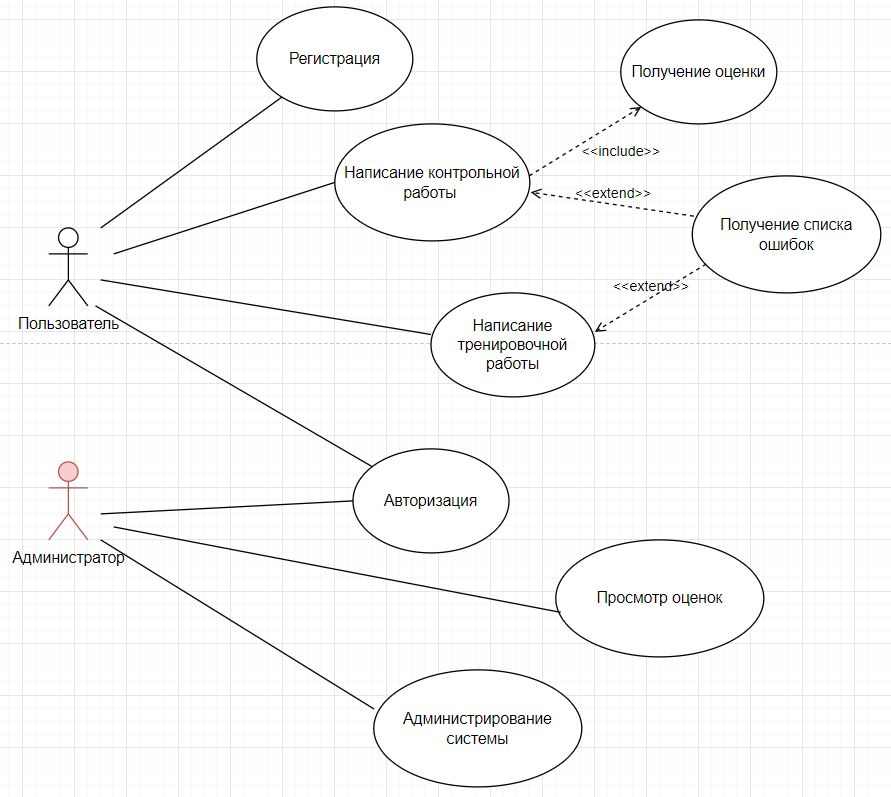 Регистрация
Получение оценки
<<include>>
Написание контрольной
работы
<<extend>>
Получение списка
ошибок
<<extend>>
Пользователь
Написание
тренировочной
работы
Авторизация
Администратор
Просмотр оценок
Администрирование
системы